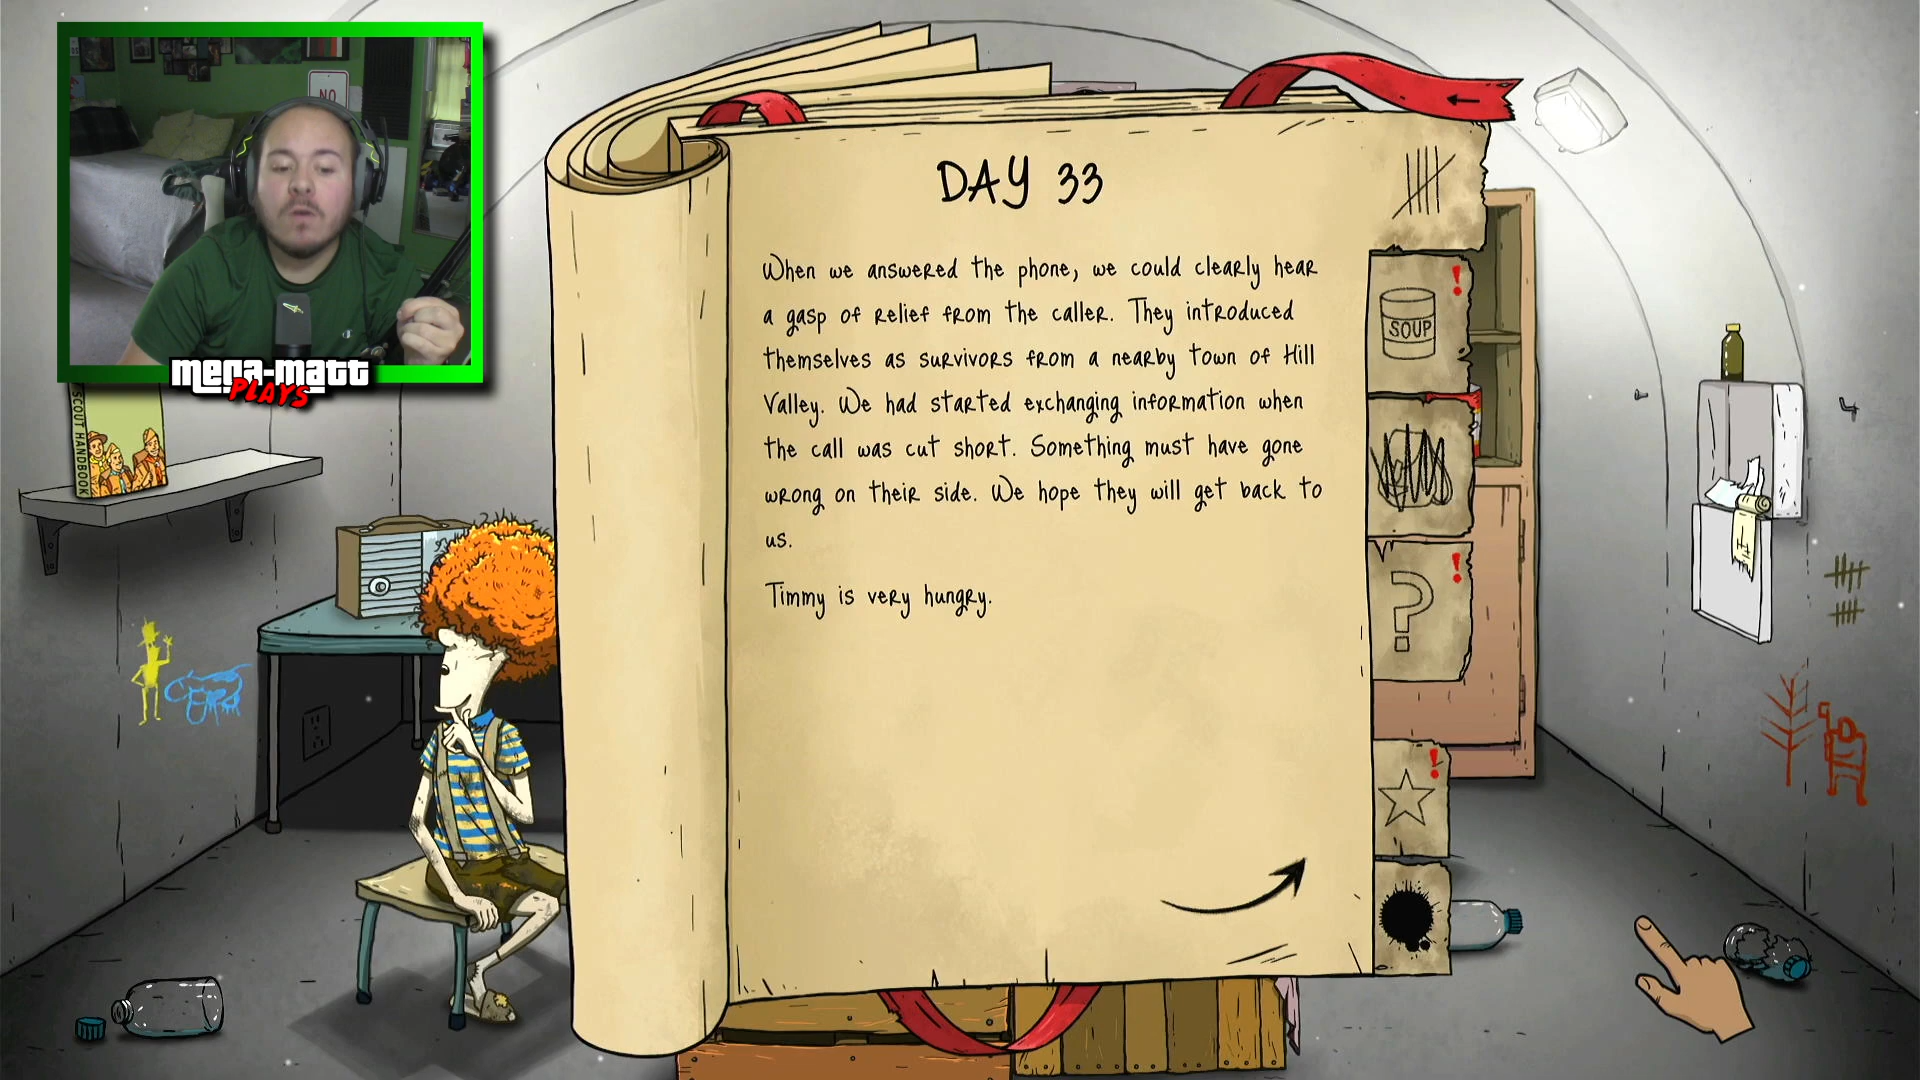 NO
MEGA-MATT
PLAYS
SCOUT HANDBOOK
DAY 33
When we answered the phone, we could clearly hear
a gasp of relief from the caller. They introduced
themselves as survivors from a nearby town of Hill
Valley. We had started exchanging information when
the call was cut short. Something must have gone
wrong on their side. We hope they will get back to
us.
Timmy is very hungry.
!
SOUP
!
?
!